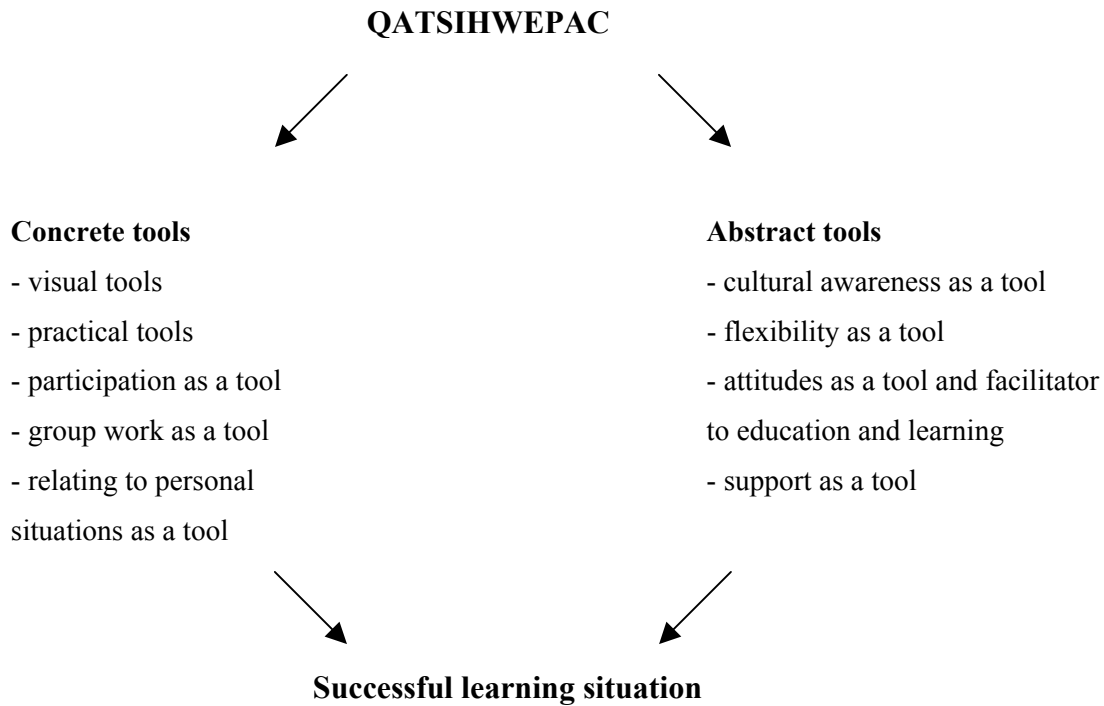 QATSIHWEPAC
Concrete tools
- visual tools
- practical tools
- participation as a tool
- group work as a tool
- relating to personal
situations as a tool
Abstract tools
- cultural awareness as a tool
- flexibility as a tool
- attitudes as a tool and facilitator
to education and learning
- support as a tool
Successful learning situation